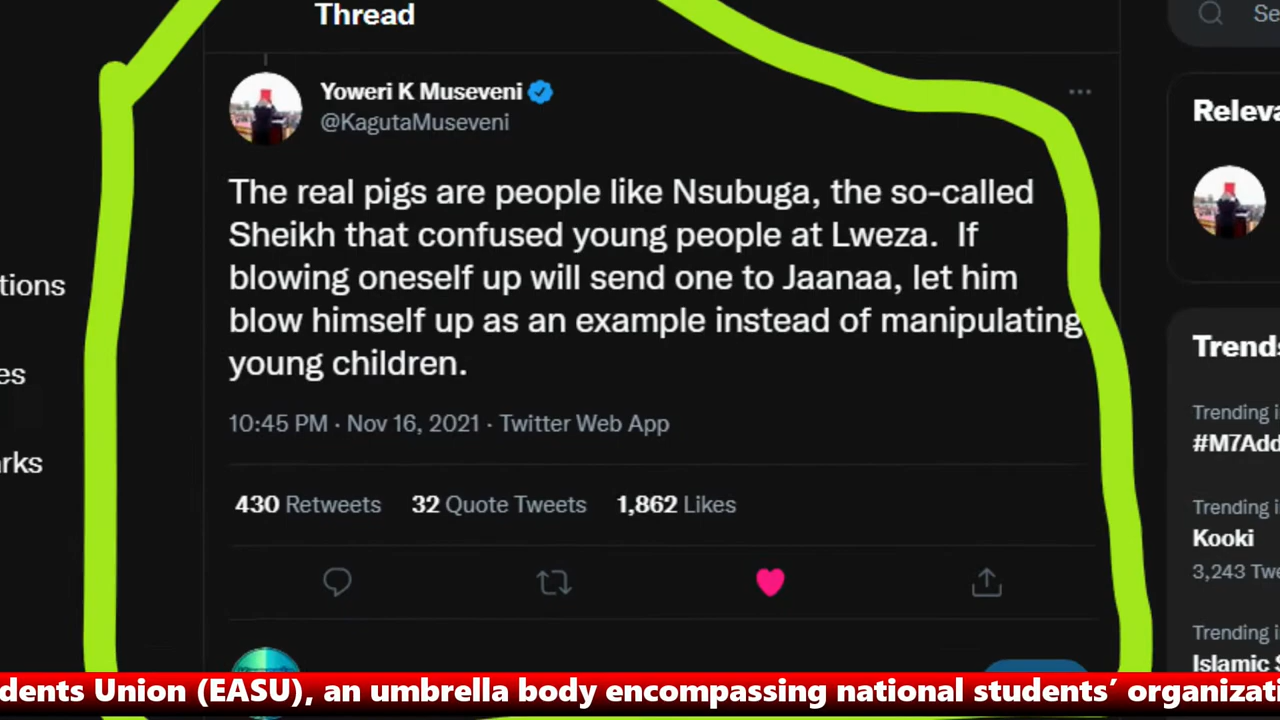 Thread
Se
Yoweri K Museveni
@KagutaMuseveni
Releva
The real pigs are people like Nsubuga, the so-called
Sheikh that confused young people at Lweza. If
blowing oneself up will send one to Jaanaa, let him
blow himself up as an example instead of manipulating
young children.
tions
es
rks
10:45 PM · Nov 16, 2021 · Twitter Web App
430 Retweets 32 Quote Tweets 1,862 Likes
Trends
Trending i
#M7Add
Trending i
Kooki
3,243 Twe
Trending i
Islamic S
dents Union (EASU), an umbrella body encompassing national students’ organizati